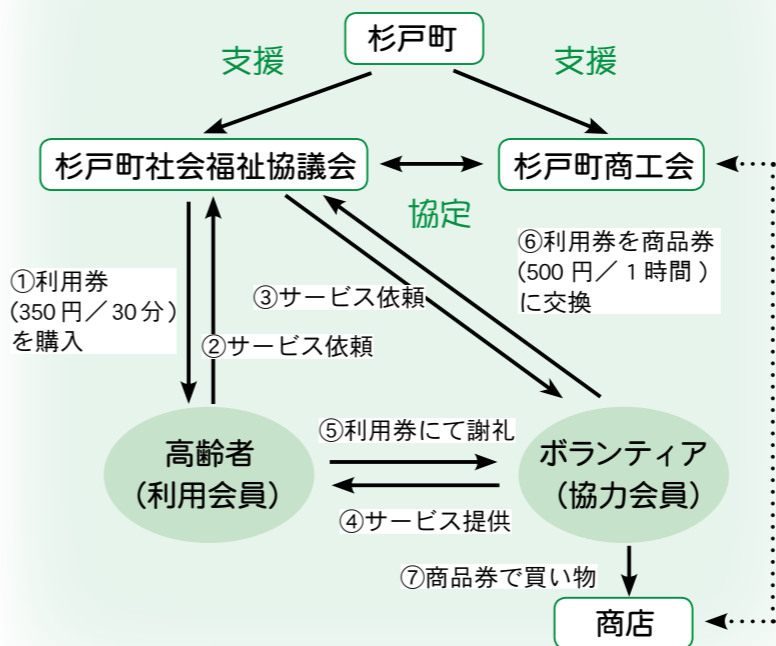 杉戸町
支援
支援
杉戸町社会福祉協議会
杉戸町商工会
協定
①利用券
(350円／30分)
を購入
②サービス依頼
③サービス依頼
⑥利用券を商品券
(500円／1時間)
に交換
高齢者
(利用会員)
⑤利用券にて謝礼
④サービス提供
ボランティア
(協力会員)
⑦商品券で買い物
商店